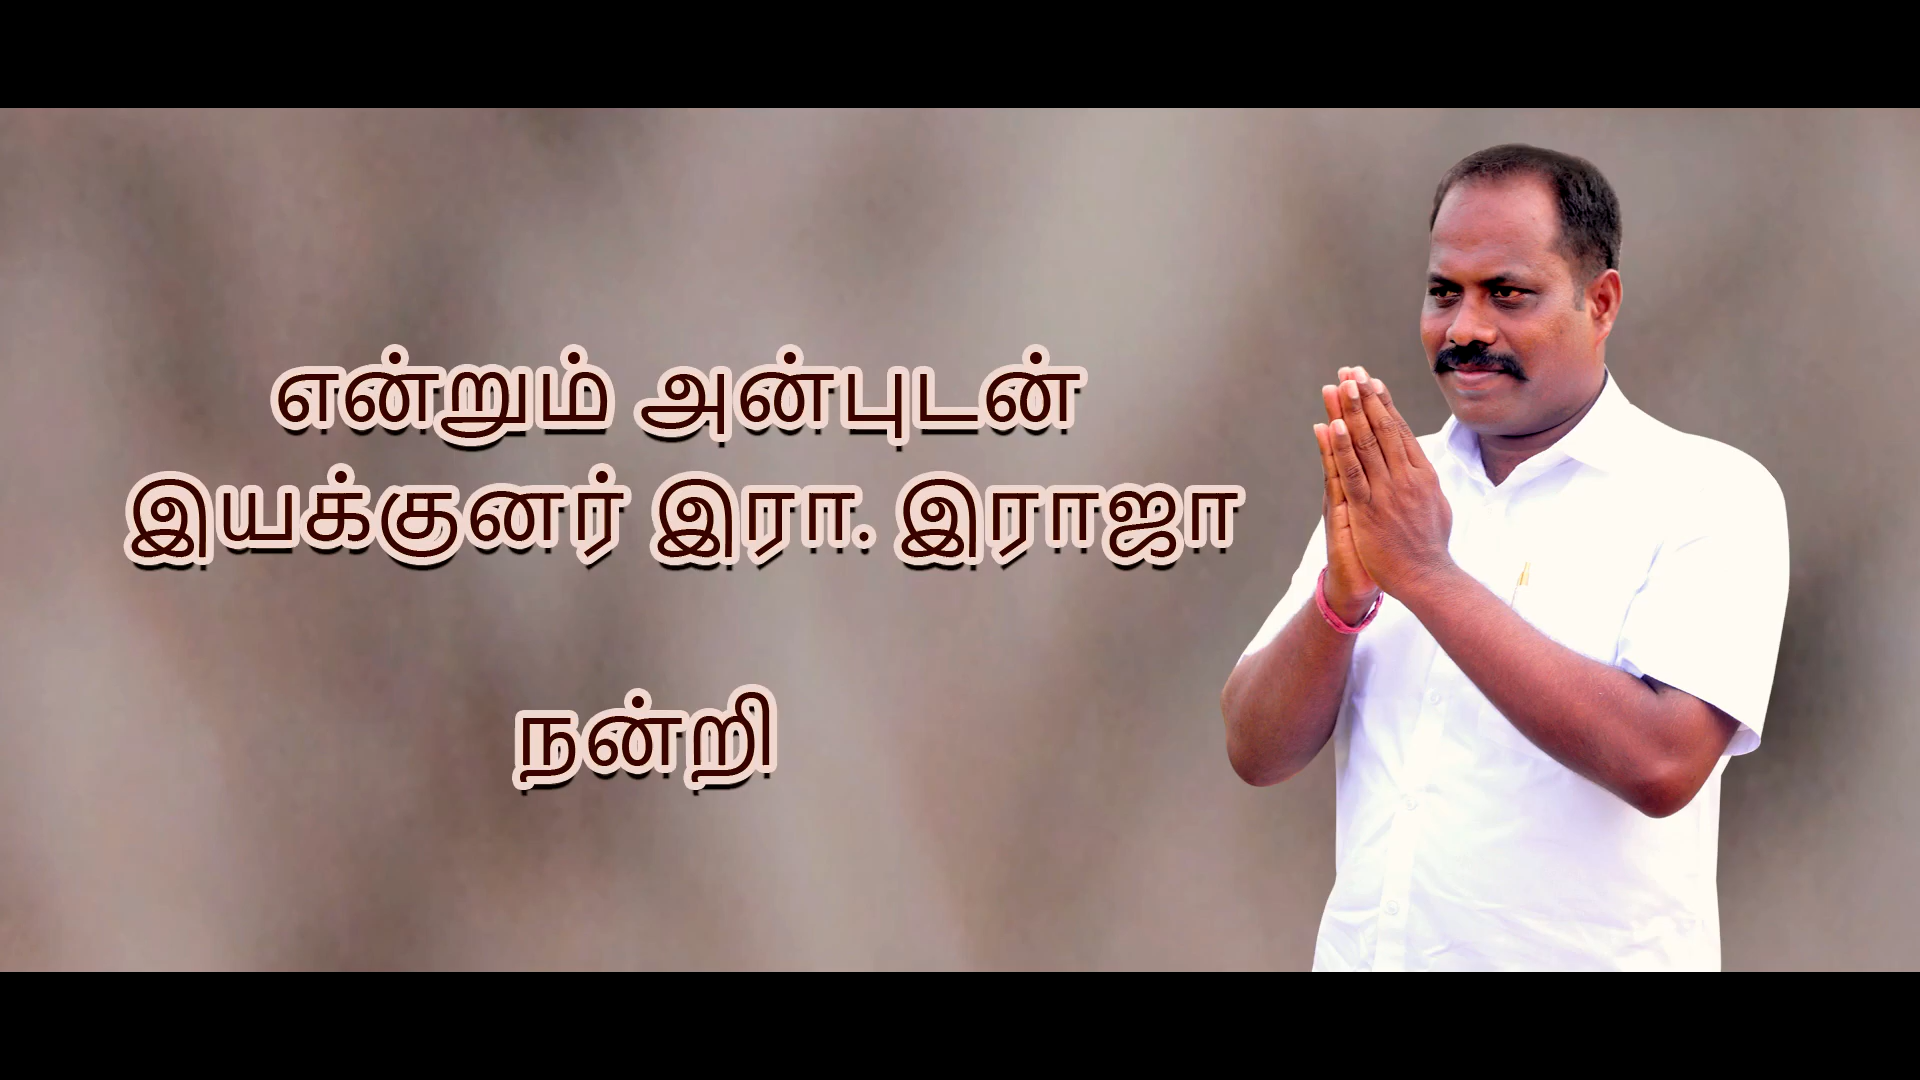 என்றும் அன்புடன்
இயக்குனர் இரா. இராஜா
நன்றி